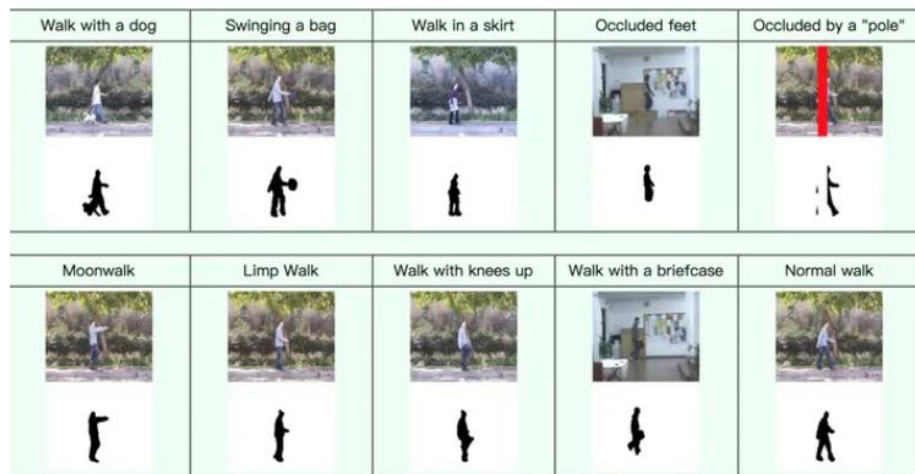 Walk with a dog Swinging a bag Walk in a skirt Occluded feet Occluded by a "pole"
Moonwalk Limp Walk Walk with knees up Walk with a briefcase Normal walk